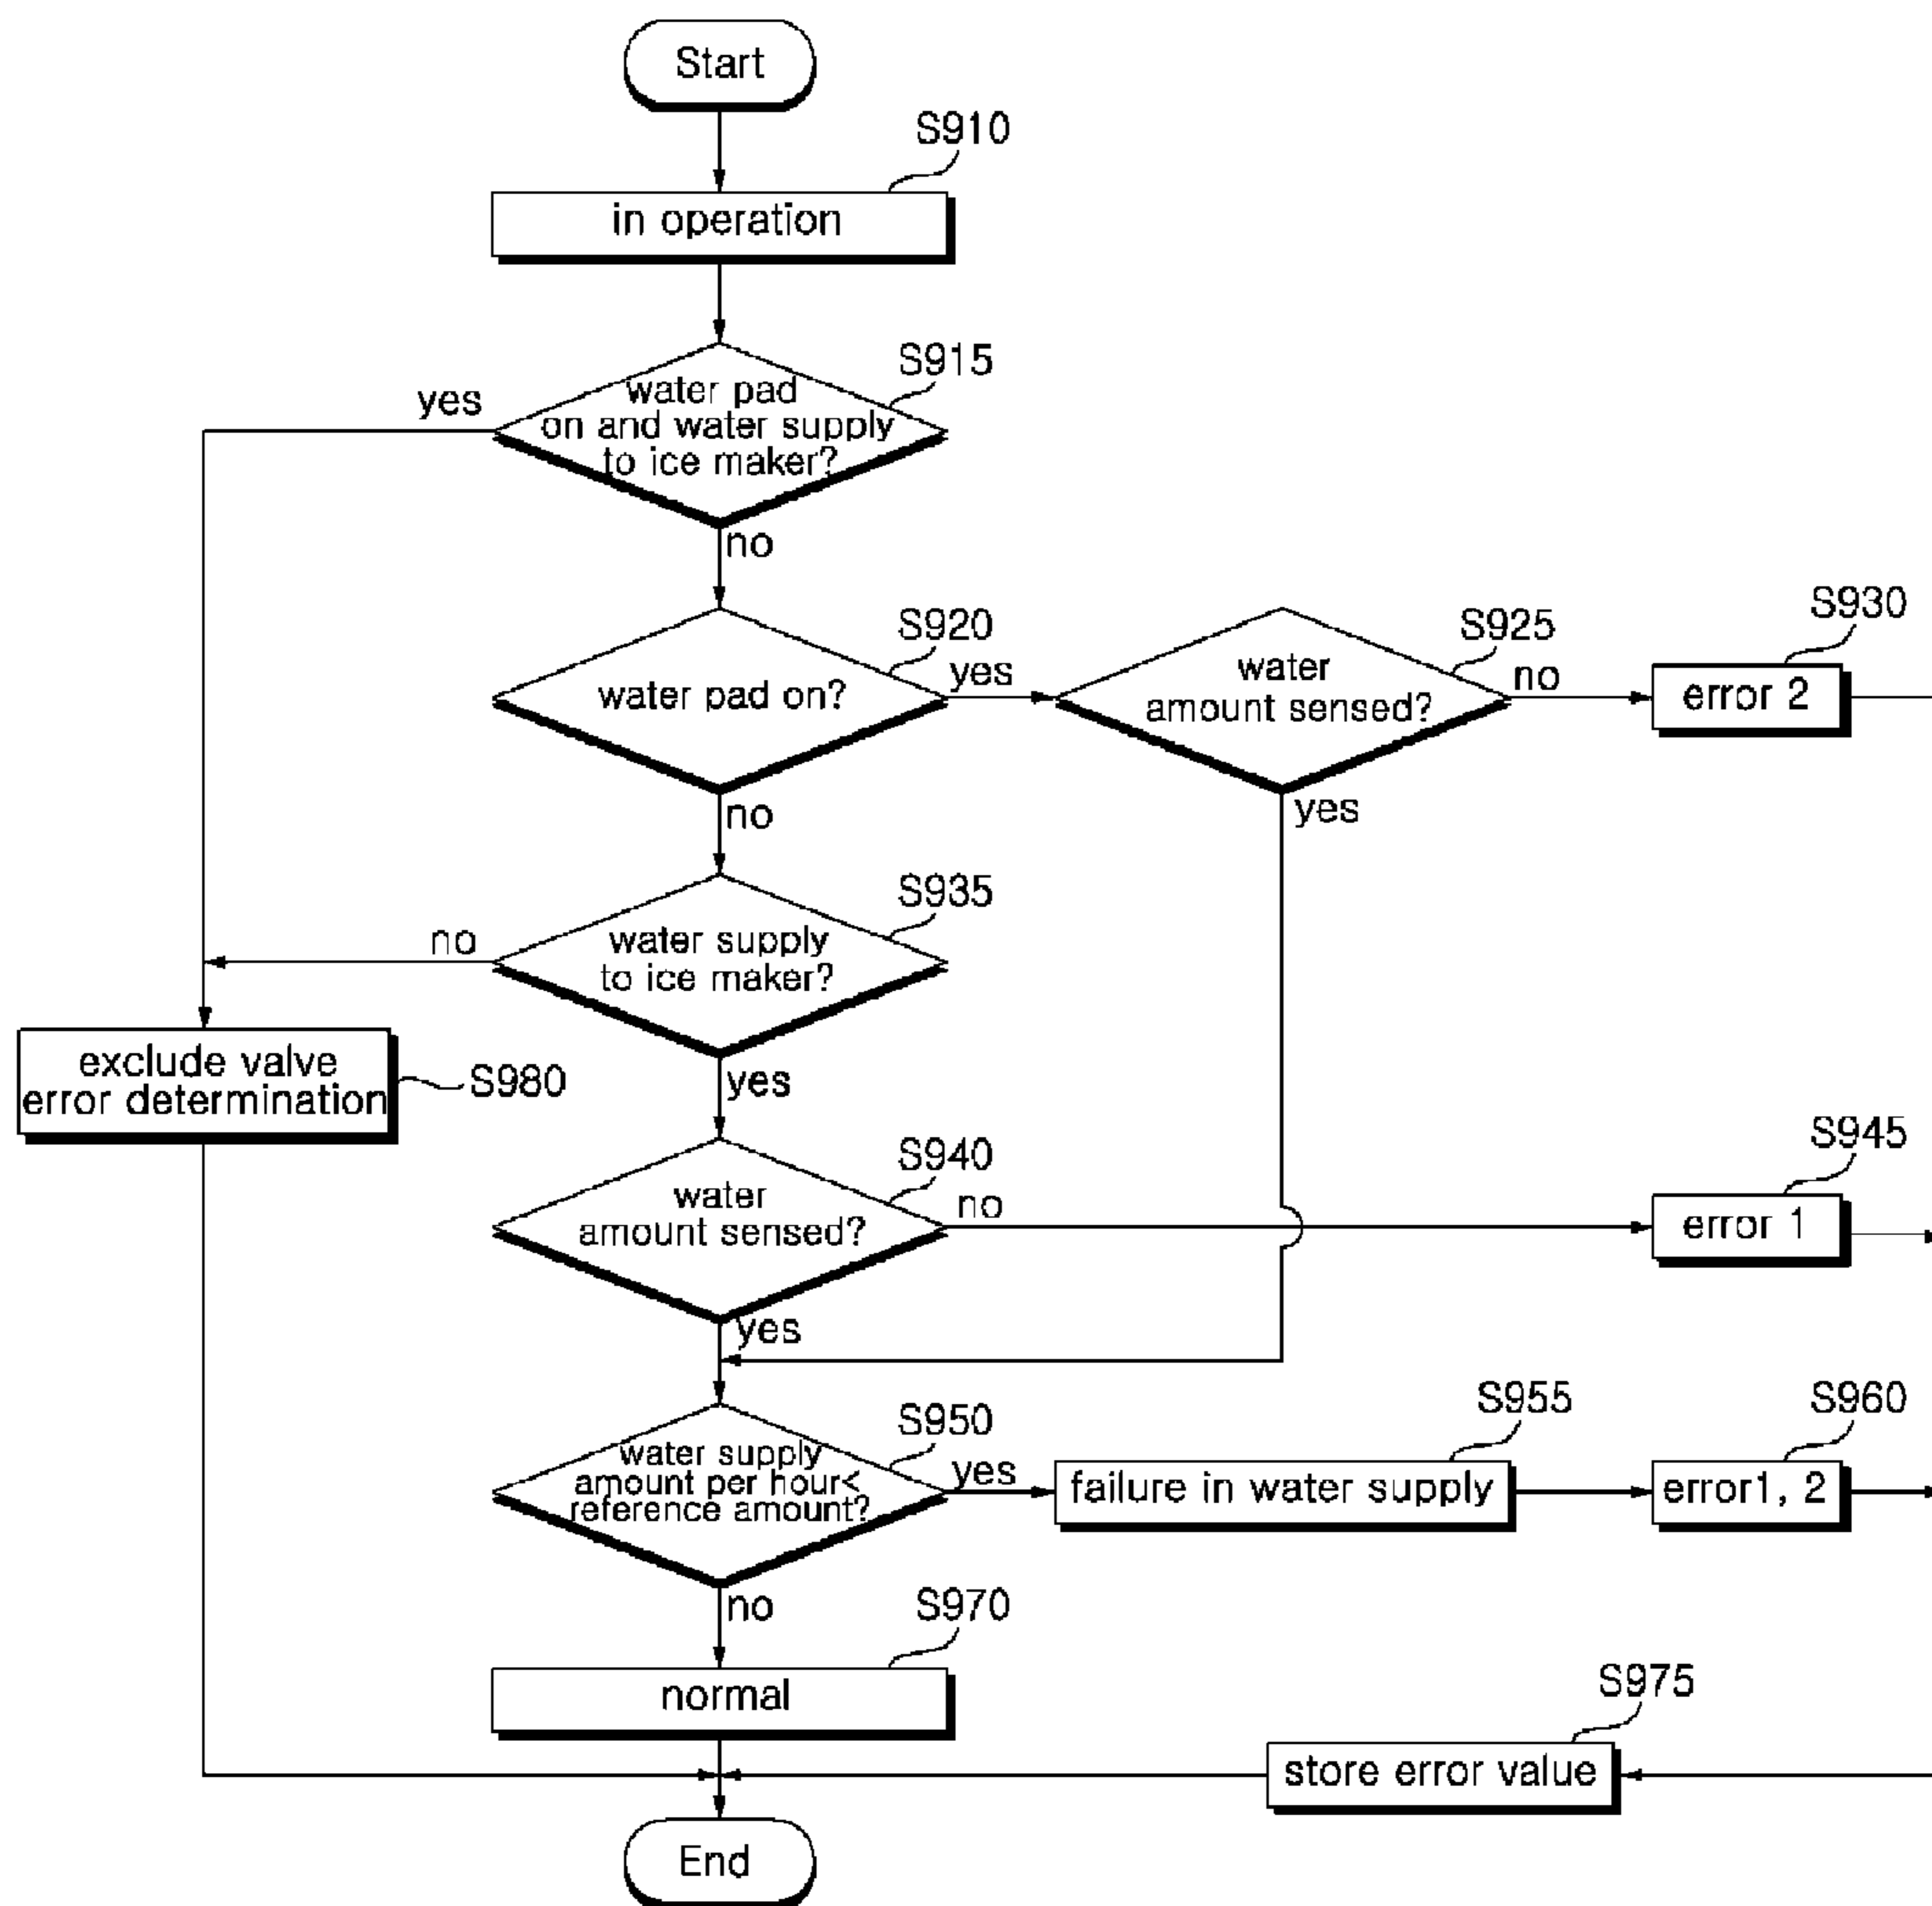 Start
S910
in operation
S915
yes
water pad
on and water supply
to ice maker?
no
S920
water pad on?
yes
S925
water
amount sensed?
no
S930
error 2
no
yes
S935
no
water supply
to ice maker?
exclude valve
error determination
S980
yes
S940
water
amount sensed?
no
S945
error 1
yes
S950
water supply
amount per hour<
reference amount?
yes
S955
failure in water supply
S960
error1, 2
no
S970
normal
S975
store error value
End